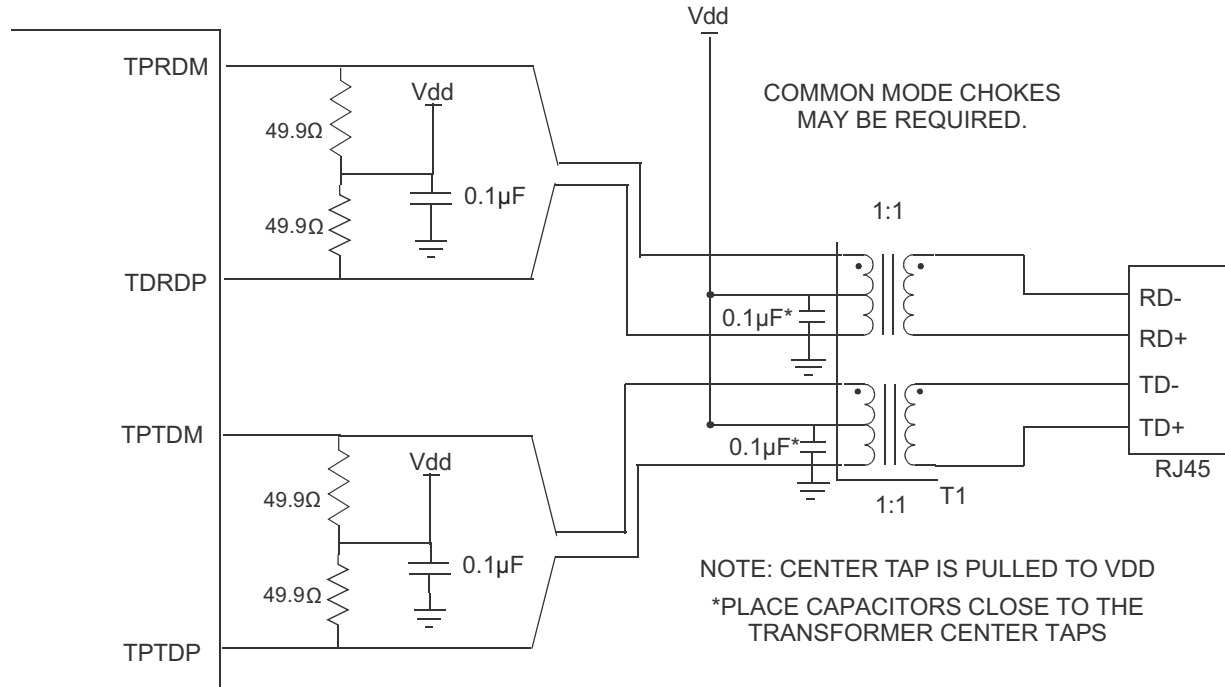 Vdd
TPRDM
Vdd
COMMON MODE CHOKES
MAY BE REQUIRED.
49.9Ω
0.1µF
49.9Ω
1:1
TDRDP
RD-
0.1µF*
RD+
TD-
TPTDM
TD+
0.1µF*
Vdd
RJ45
49.9Ω
1:1
T1
0.1µF
NOTE: CENTER TAP IS PULLED TO VDD
49.9Ω
*PLACE CAPACITORS CLOSE TO THE
TRANSFORMER CENTER TAPS
TPTDP